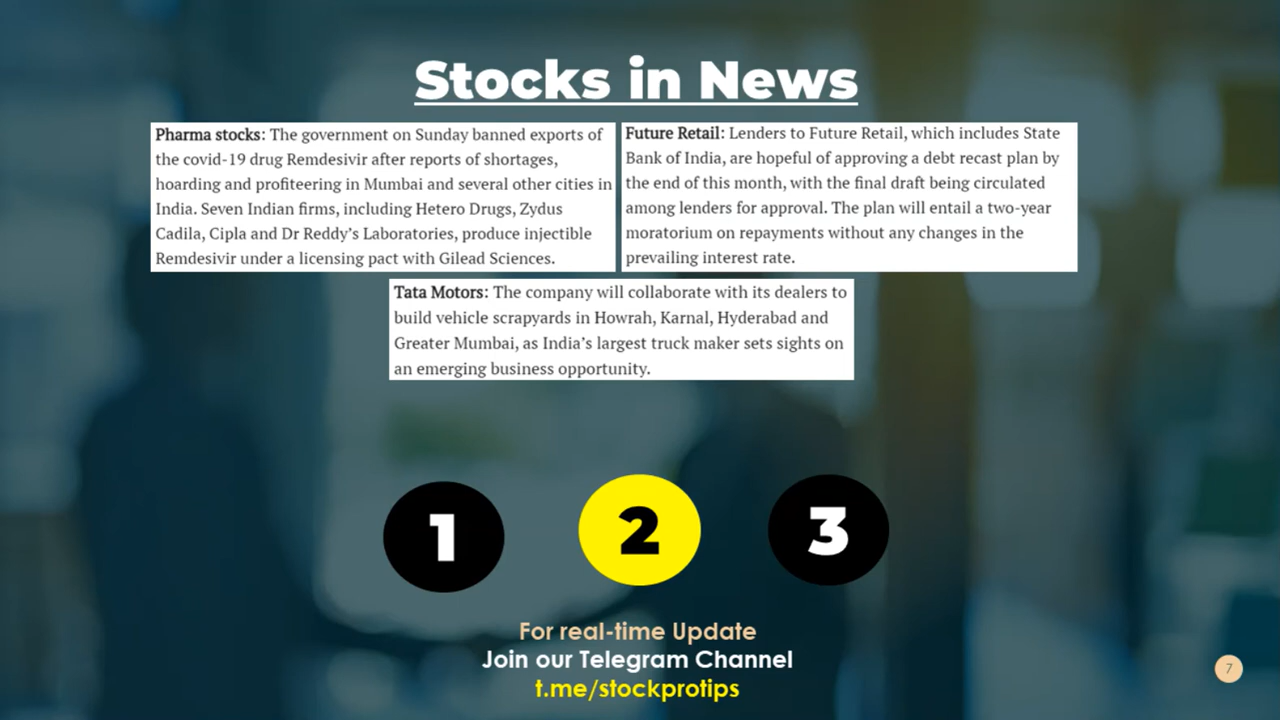 Stocks in News
Pharma stocks: The government on Sunday banned exports of
the covid-19 drug Remdesivir after reports of shortages,
hoarding and profiteering in Mumbai and several other cities in
India. Seven Indian firms, including Hetero Drugs, Zydus
Cadila, Cipla and Dr Reddy’s Laboratories, produce injectible
Remdesivir under a licensing pact with Gilead Sciences.
Future Retail: Lenders to Future Retail, which includes State
Bank of India, are hopeful of approving a debt recast plan by
the end of this month, with the final draft being circulated
among lenders for approval. The plan will entail a two-year
moratorium on repayments without any changes in the
prevailing interest rate.
Tata Motors: The company will collaborate with its dealers to
build vehicle scrapyards in Howrah, Karnal, Hyderabad and
Greater Mumbai, as India’s largest truck maker sets sights on
an emerging business opportunity.
1
2
3
For real-time Update
Join our Telegram Channel
t.me/stockprotips
7